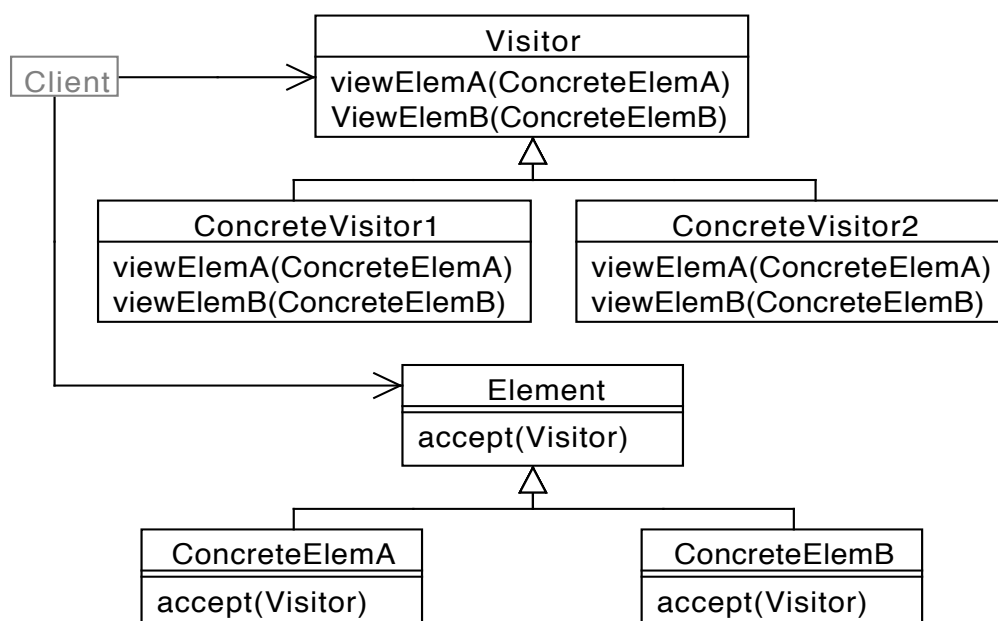 Visitor
Client
viewElemA(ConcreteElemA)
ViewElemB(ConcreteElemB)
ConcreteVisitor1
viewElemA(ConcreteElemA)
viewElemB(ConcreteElemB)
ConcreteVisitor2
viewElemA(ConcreteElemA)
viewElemB(ConcreteElemB)
Element
accept(Visitor)
ConcreteElemA
accept(Visitor)
ConcreteElemB
accept(Visitor)